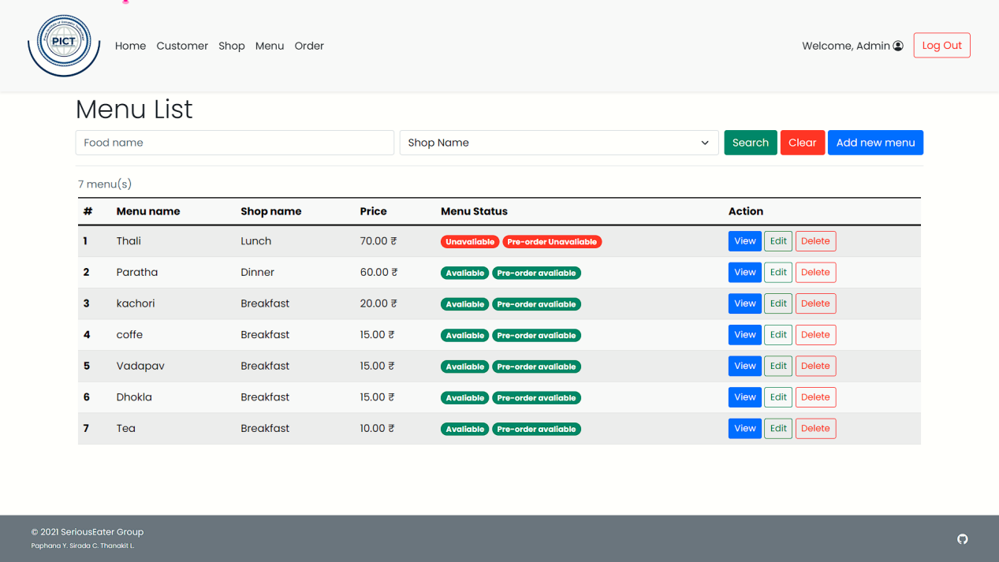 PICT
Home Customer Shop Menu Order
Welcome, Admin Log Out
Menu List
Food name Shop Name Search Clear Add new menu
7 menu(s)
# Menu name Shop name Price Menu Status Action
1 Thali Lunch 70.00 ₹ Unavaliable Pre-order Unavaliable View Edit Delete
2 Paratha Dinner 60.00 ₹ Avaliable Pre-order avaliable View Edit Delete
3 kachori Breakfast 20.00 ₹ Avaliable Pre-order avaliable View Edit Delete
4 coffe Breakfast 15.00 ₹ Avaliable Pre-order avaliable View Edit Delete
5 Vadapav Breakfast 15.00 ₹ Avaliable Pre-order avaliable View Edit Delete
6 Dhokla Breakfast 15.00 ₹ Avaliable Pre-order avaliable View Edit Delete
7 Tea Breakfast 10.00 ₹ Avaliable Pre-order avaliable View Edit Delete
© 2021 SeriousEater Group
Paphana Y. Sirada C. Thanakit L.